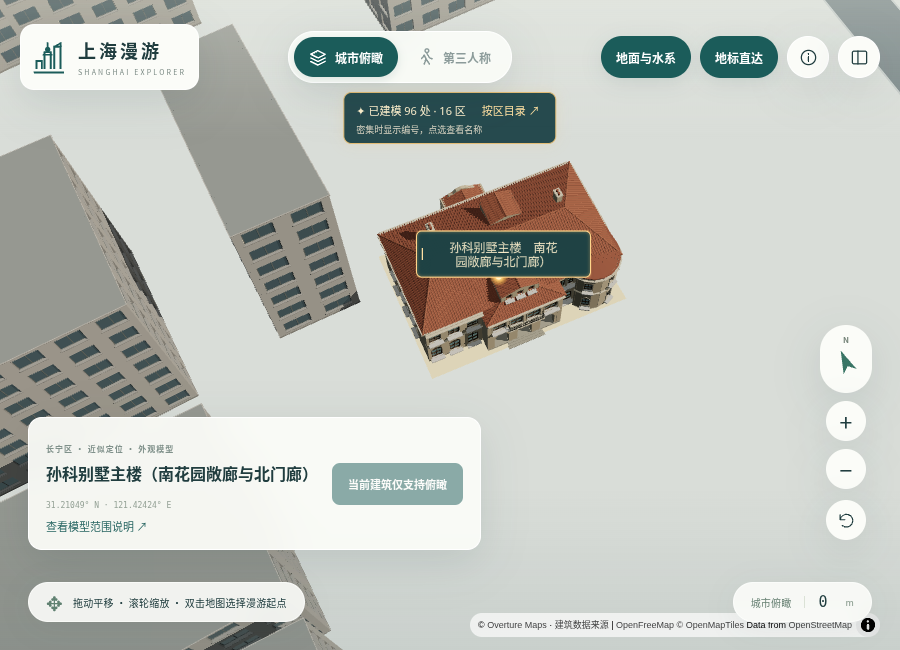 上海漫游
SHANGHAI EXPLORER
城市俯瞰
第三人称
地面与水系
地标直达
✦ 已建模 96 处 · 16 区 按区目录 ↗
密集时显示编号，点选查看名称
孙科别墅主楼 南花
园敞廊与北门廊）
N
长宁区 · 近似定位 · 外观模型
孙科别墅主楼（南花园敞廊与北门廊）
当前建筑仅支持俯瞰
31.21049° N · 121.42424° E
查看模型范围说明 ↗
拖动平移 · 滚轮缩放 · 双击地图选择漫游起点
城市俯瞰 0 m
© Overture Maps · 建筑数据来源 | OpenFreeMap © OpenMapTiles Data from OpenStreetMap